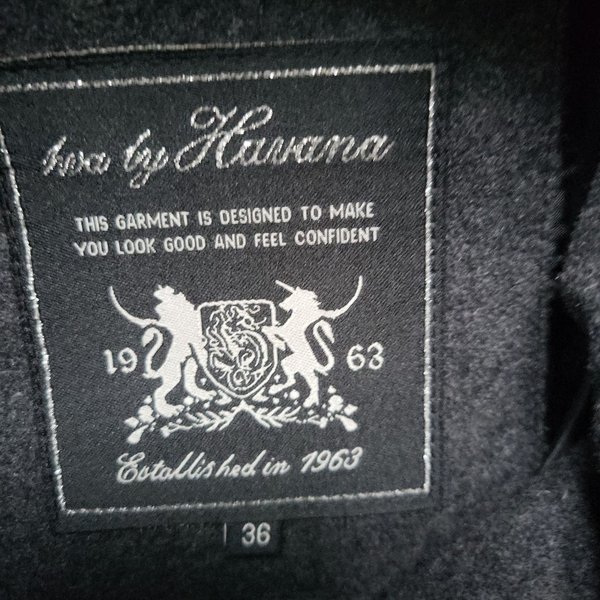 hva by Havana
THIS GARMENT IS DESIGNED TO MAKE
YOU LOOK GOOD AND FEEL CONFIDENT
19 63
Established in 1963
36